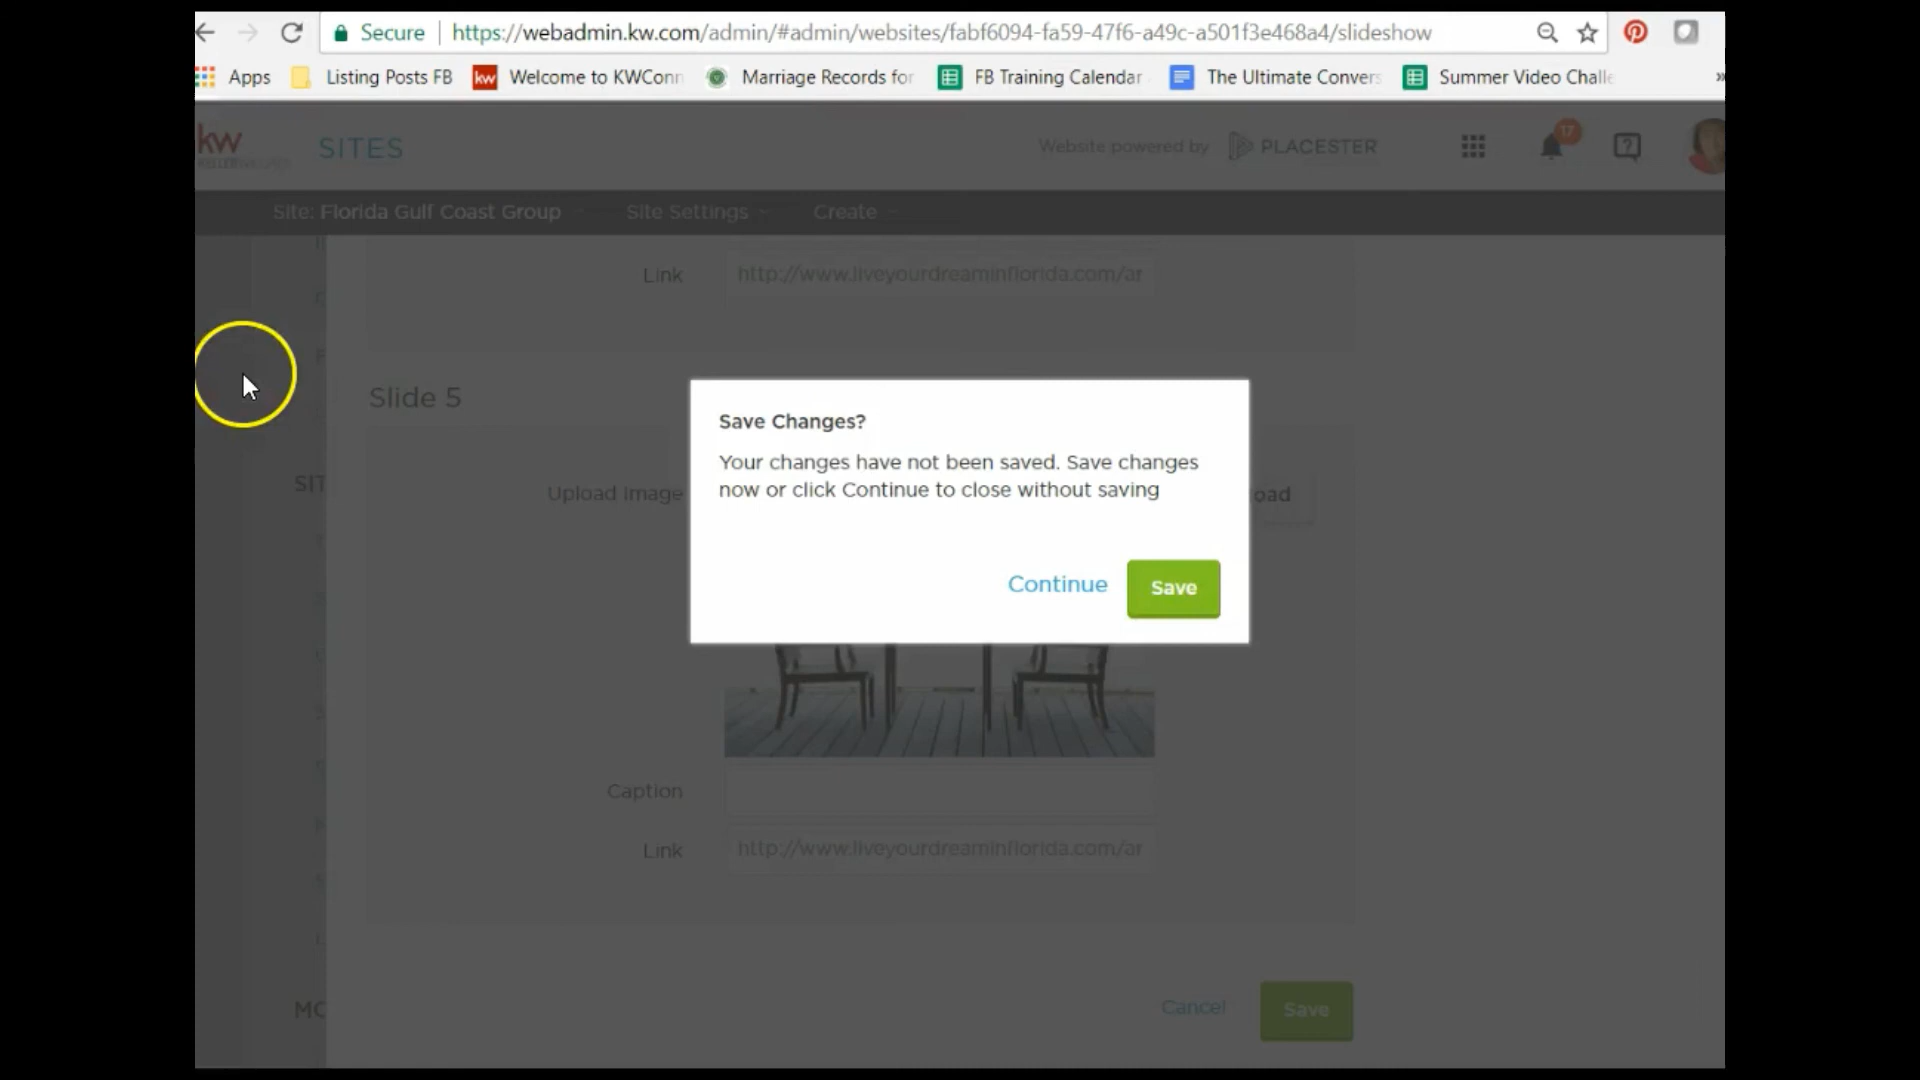 Secure https://webadmin.kw.com/admin/#admin/websites/fabf6094-fa59-47f6-a49c-a501f3e468a4/slideshow
Apps Listing Posts FB kw Welcome to KWConn Marriage Records for FB Training Calendar The Ultimate Convers Summer Video Challe »
kw SITES Website powered by PLACESTER 17
Site: Florida Gulf Coast Group Site Settings Create
Link http://www.liveyourdreaminflorida.com/ar
Slide 5
Save Changes?
Your changes have not been saved. Save changes
now or click Continue to close without saving
SIT
Upload Image oad
Continue Save
Caption
Link http://www.liveyourdreaminflorida.com/ar
MO
Cancel Save